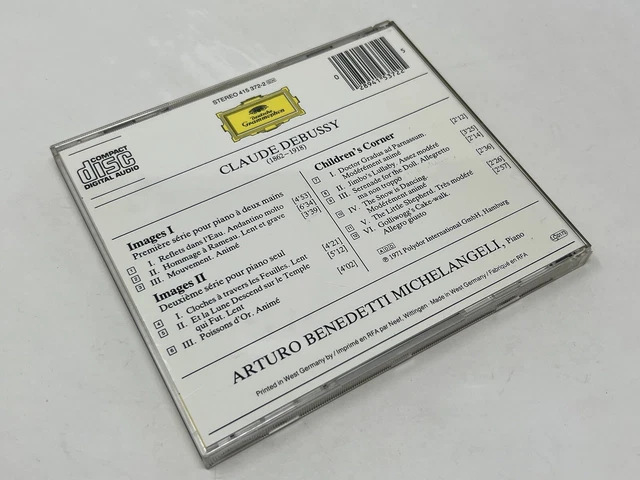 STEREO 415 372-2
0 28941 53722 5
Deutsche
Grammophon
COMPACT
disc
DIGITAL AUDIO
CLAUDE DEBUSSY
(1862–1918)
Images I
Première série pour piano à deux mains
1 I. Reflets dans l'Eau. Andantino molto [4'53]
2 II. Hommage à Rameau. Lent et grave [6'34]
3 III. Mouvement. Animé [3'39]
Images II
Deuxième série pour piano seul
4 I. Cloches à travers les Feuilles. Lent [4'21]
5 II. Et la Lune Descend sur le Temple [5'12]
qui Fut. Lent
6 III. Poissons d'Or. Animé [4'02]
Children's Corner
7 I. Doctor Gradus ad Parnassum. [2'12]
Modérément animé
8 II. Jimbo's Lullaby. Assez modéré [3'25]
9 III. Serenade for the Doll. Allegretto [2'14]
ma non troppo
IV. The Snow is Dancing. [2'36]
Modérément animé
V. The Little Shepherd. Très modéré [2'26]
VI. Golliwogg's Cake-walk. [2'57]
Allegro giusto
ADD
℗ 1971 Polydor International GmbH, Hamburg
ARTURO BENEDETTI MICHELANGELI, Piano
Printed in West Germany by / Imprimé en RFA par Neef, Wittingen. Made in West Germany / Fabriqué en RFA